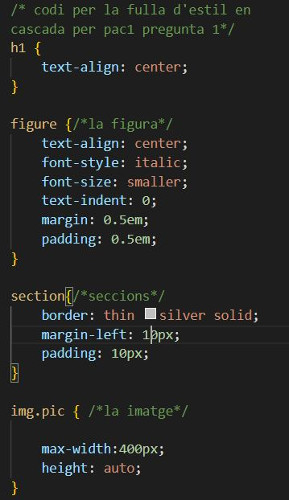 /* codi per la fulla d'estil en
cascada per pac1 pregunta 1*/
h1 {
    text-align: center;
}

figure {/*la figura*/
    text-align: center;
    font-style: italic;
    font-size: smaller;
    text-indent: 0;
    margin: 0.5em;
    padding: 0.5em;
}

section{/*seccions*/
    border: thin silver solid;
    margin-left: 10px;
    padding: 10px;
}

img.pic { /*la imatge*/

    max-width:400px;
    height: auto;
}